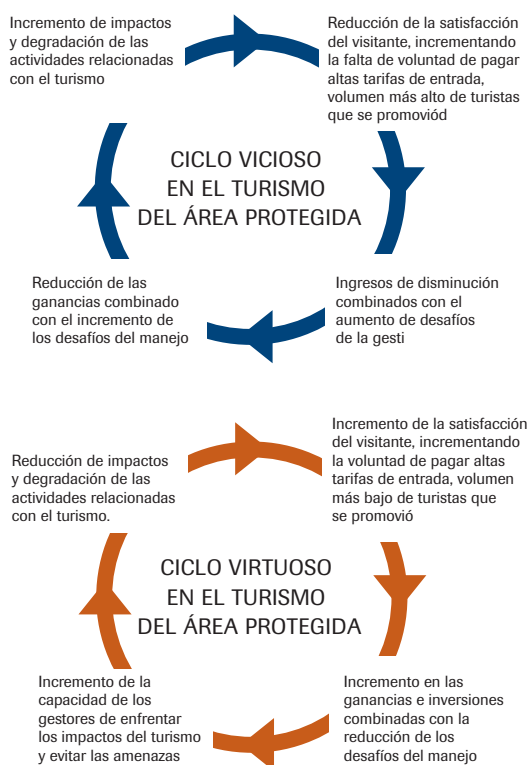 Incremento de impactos
y degradación de las
actividades relacionadas
con el turismo
Reducción de la satisfacción
del visitante, incrementando
la falta de voluntad de pagar
altas tarifas de entrada,
volumen más alto de turistas
que se promoviód
CICLO VICIOSO
EN EL TURISMO
DEL ÁREA PROTEGIDA
Reducción de las
ganancias combinado
con el incremento de
los desafíos del manejo
Ingresos de disminución
combinados con el
aumento de desafíos
de la gesti
Reducción de impactos
y degradación de las
actividades relacionadas
con el turismo.
Incremento de la satisfacción
del visitante, incrementando
la voluntad de pagar altas
tarifas de entrada, volumen
más bajo de turistas que
se promovió
CICLO VIRTUOSO
EN EL TURISMO
DEL ÁREA PROTEGIDA
Incremento de la
capacidad de los
gestores de enfrentar
los impactos del turismo
y evitar las amenazas
Incremento en las
ganancias e inversiones
combinadas con la
reducción de los
desafíos del manejo